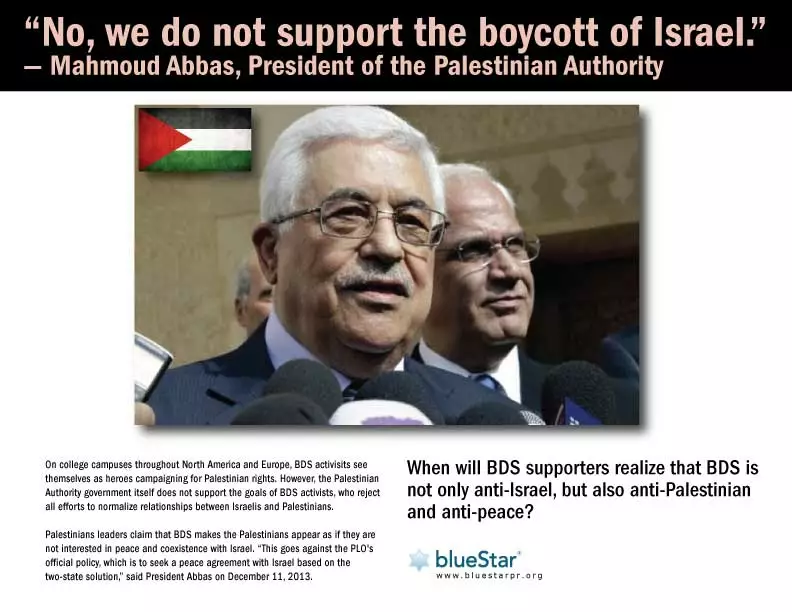 “No, we do not support the boycott of Israel.”
– Mahmoud Abbas, President of the Palestinian Authority
On college campuses throughout North America and Europe, BDS activisits see
themselves as heroes campaigning for Palestinian rights. However, the Palestinian
Authority government itself does not support the goals of BDS activists, who reject
all efforts to normalize relationships between Israelis and Palestinians.
Palestinians leaders claim that BDS makes the Palestinians appear as if they are
not interested in peace and coexistence with Israel. “This goes against the PLO's
official policy, which is to seek a peace agreement with Israel based on the
two-state solution,” said President Abbas on December 11, 2013.
When will BDS supporters realize that BDS is
not only anti-Israel, but also anti-Palestinian
and anti-peace?
blueStar®
www.bluestarpr.org